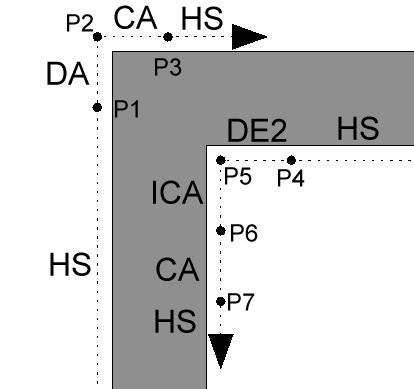 P2 CA HS
DA P3
P1
DE2 HS
P5 P4
ICA
P6
HS CA
P7
HS